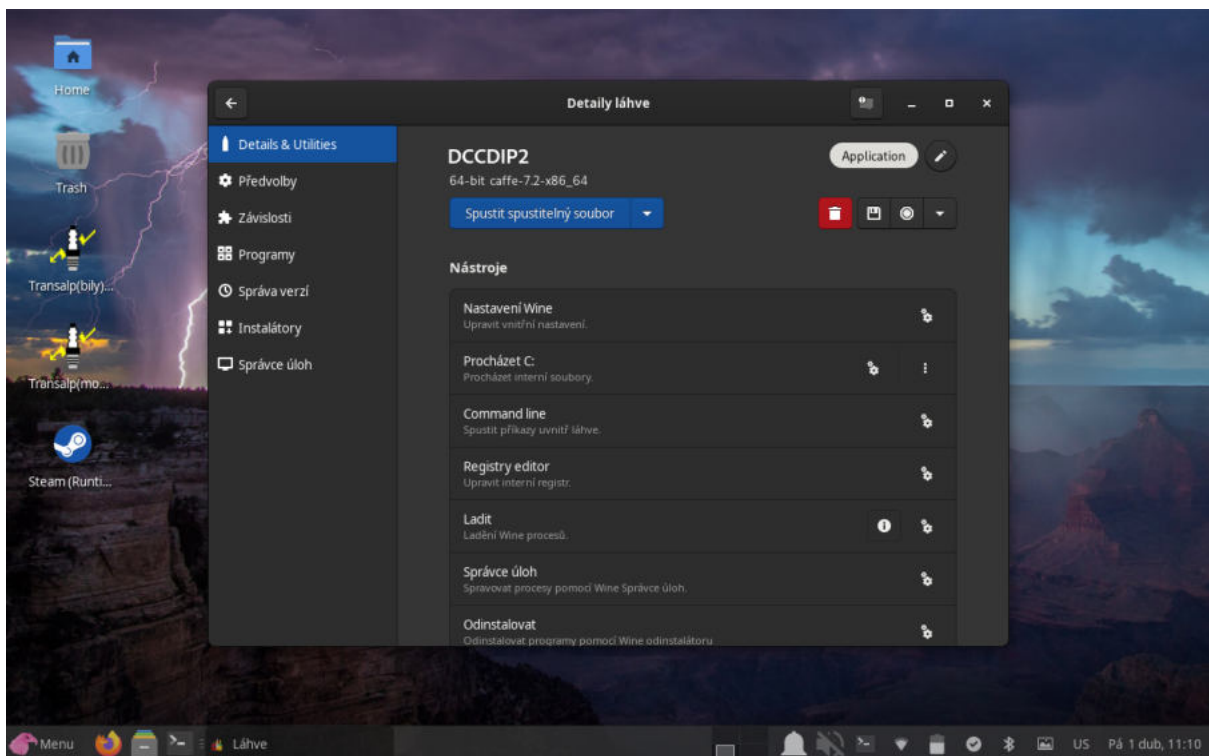 Home
Trash
Transalp(bily)...
Transalp(mo...
Steam (Runti...
Detaily láhve
Details & Utilities
Předvolby
Závislosti
Programy
Správa verzí
Instalátory
Správce úloh
DCCDIP2
Application
64-bit caffe-7.2-x86_64
Spustit spustitelný soubor
Nástroje
Nastavení Wine
Upravit vnitřní nastavení.
Procházet C:
Procházet interní soubory.
Command line
Spustit příkazy uvnitř láhve.
Registry editor
Upravit interní registr.
Ladit
Ladění Wine procesů.
Správce úloh
Spravovat procesy pomocí Wine Správce úloh.
Odinstalovat
Odinstalovat programy pomocí Wine odinstalátoru
Menu
Láhve
US
Pá 1 dub, 11:10